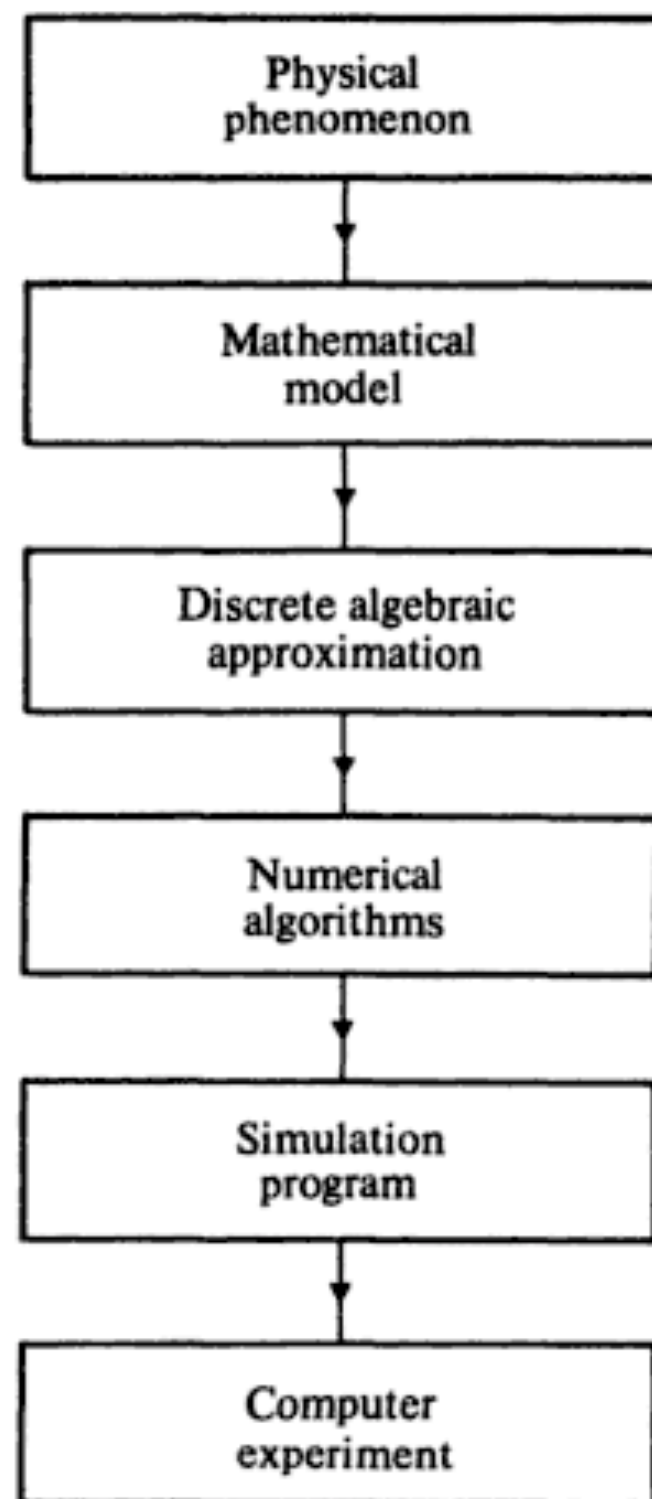 Physical
phenomenon
Mathematical
model
Discrete algebraic
approximation
Numerical
algorithms
Simulation
program
Computer
experiment